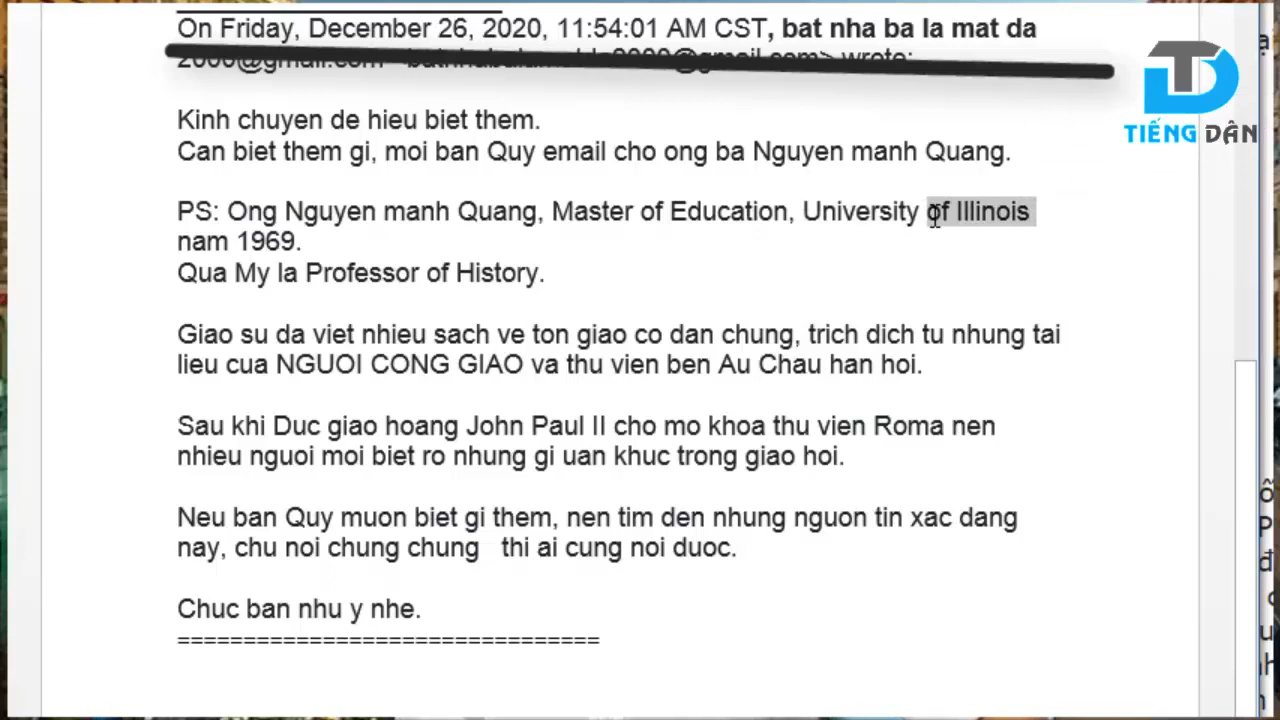 On Friday, December 26, 2020, 11:54:01 AM CST, bat nha ba la mat da
2000@gmail.com wrote:
TIẾNG DÂN
Kinh chuyen de hieu biet them.
Can biet them gi, moi ban Quy email cho ong ba Nguyen manh Quang.
PS: Ong Nguyen manh Quang, Master of Education, University of Illinois
nam 1969.
Qua My la Professor of History.
Giao su da viet nhieu sach ve ton giao co dan chung, trich dich tu nhung tai
lieu cua NGUOI CONG GIAO va thu vien ben Au Chau han hoi.
Sau khi Duc giao hoang John Paul II cho mo khoa thu vien Roma nen
nhieu nguoi moi biet ro nhung gi uan khuc trong giao hoi.
Neu ban Quy muon biet gi them, nen tim den nhung nguon tin xac dang
nay, chu noi chung chung thi ai cung noi duoc.
Chuc ban nhu y nhe.
================================